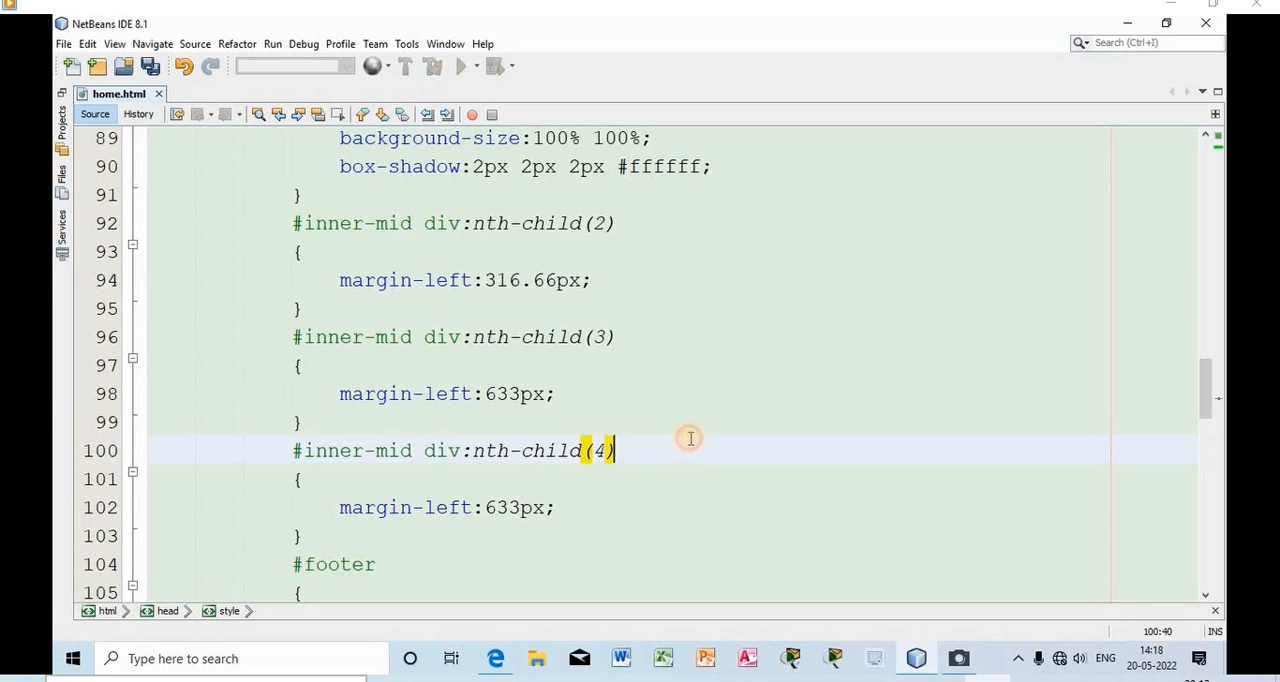 NetBeans IDE 8.1
File Edit View Navigate Source Refactor Run Debug Profile Team Tools Window Help
Search (Ctrl+I)
home.html
Source History
Projects
Files
Services
89 background-size:100% 100%;
90 box-shadow:2px 2px 2px #ffffff;
91 }
92 #inner-mid div:nth-child(2)
93 {
94 margin-left:316.66px;
95 }
96 #inner-mid div:nth-child(3)
97 {
98 margin-left:633px;
99 }
100 #inner-mid div:nth-child(4)
101 {
102 margin-left:633px;
103 }
104 #footer
105 {
html head style
100:40 INS
Type here to search
ENG
14:18
20-05-2022